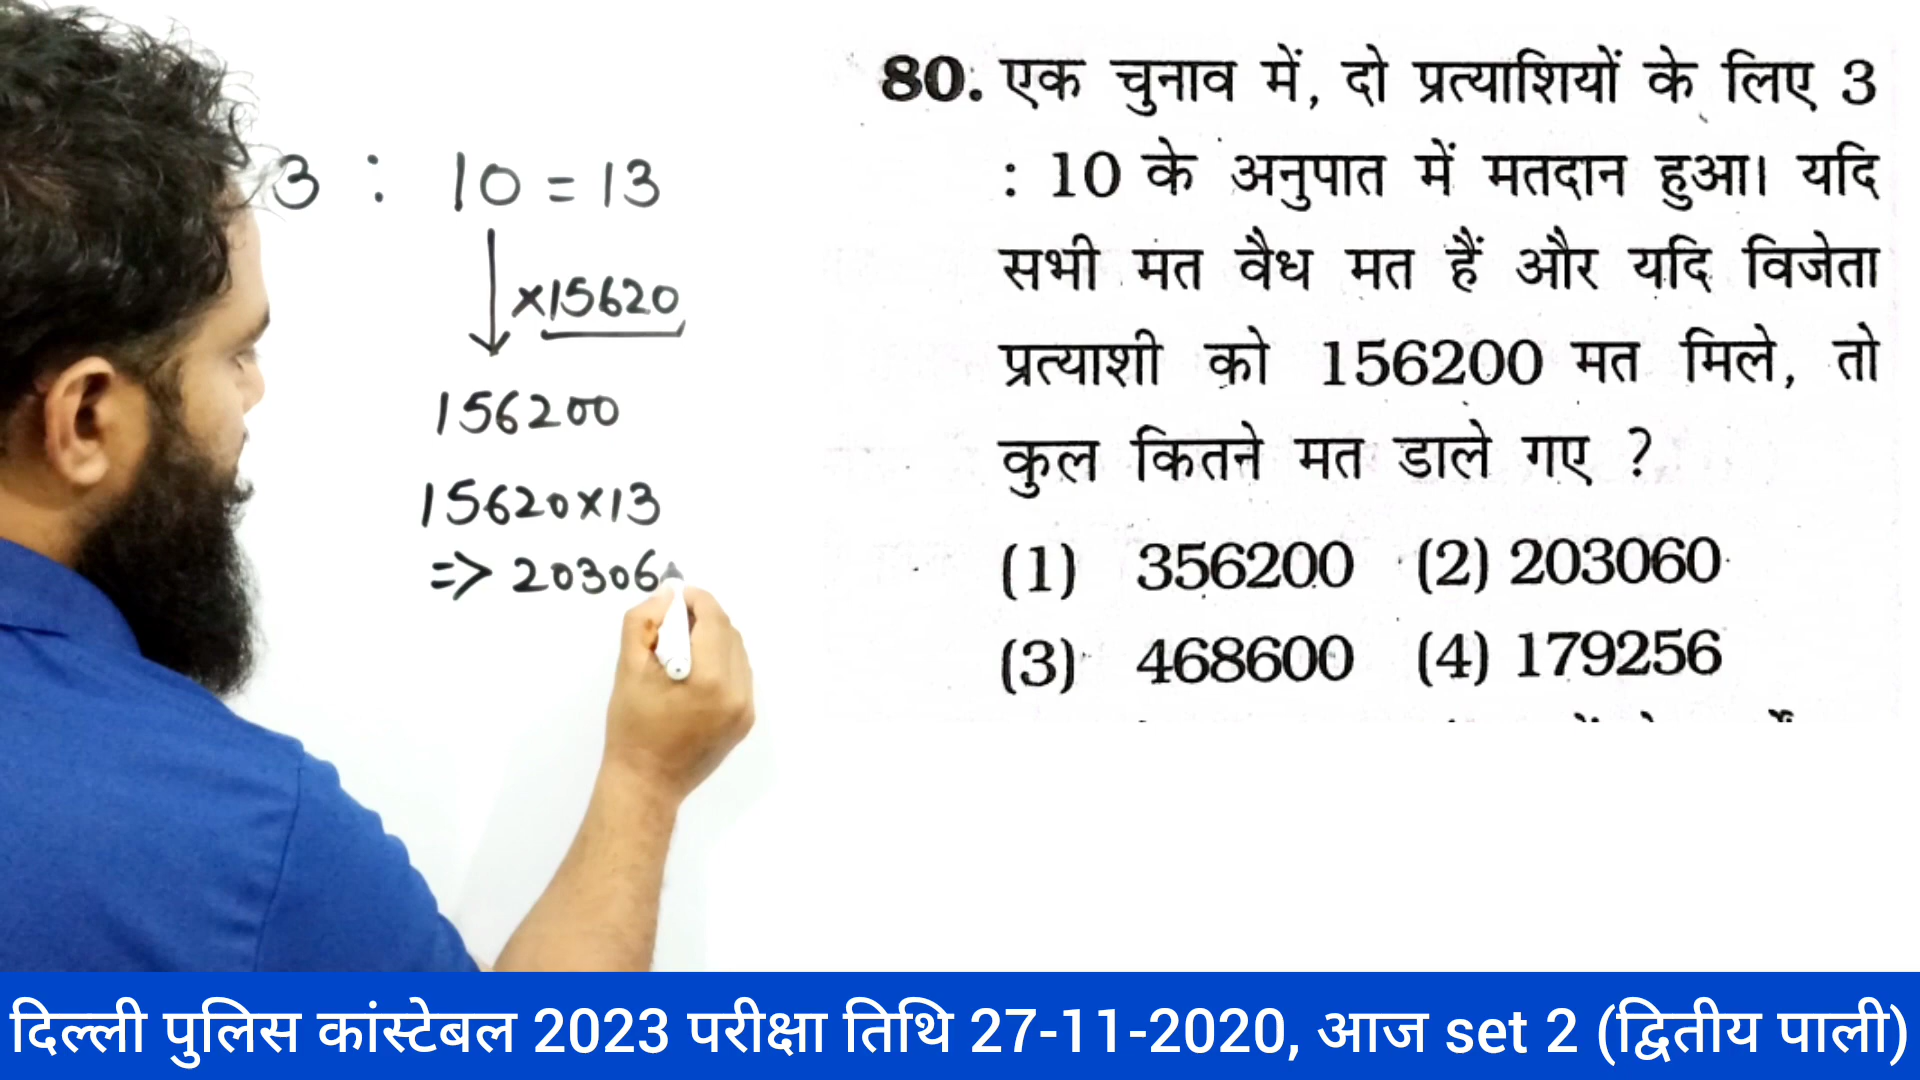 3 : 10 = 13
×15620
156200
15620×13
=> 20306
80. एक चुनाव में, दो प्रत्याशियों के लिए 3
: 10 के अनुपात में मतदान हुआ। यदि
सभी मत वैध मत हैं और यदि विजेता
प्रत्याशी को 156200 मत मिले, तो
कुल कितने मत डाले गए ?
(1) 356200 (2) 203060
(3) 468600 (4) 179256
दिल्ली पुलिस कांस्टेबल 2023 परीक्षा तिथि 27-11-2020, आज set 2 (द्वितीय पाली)